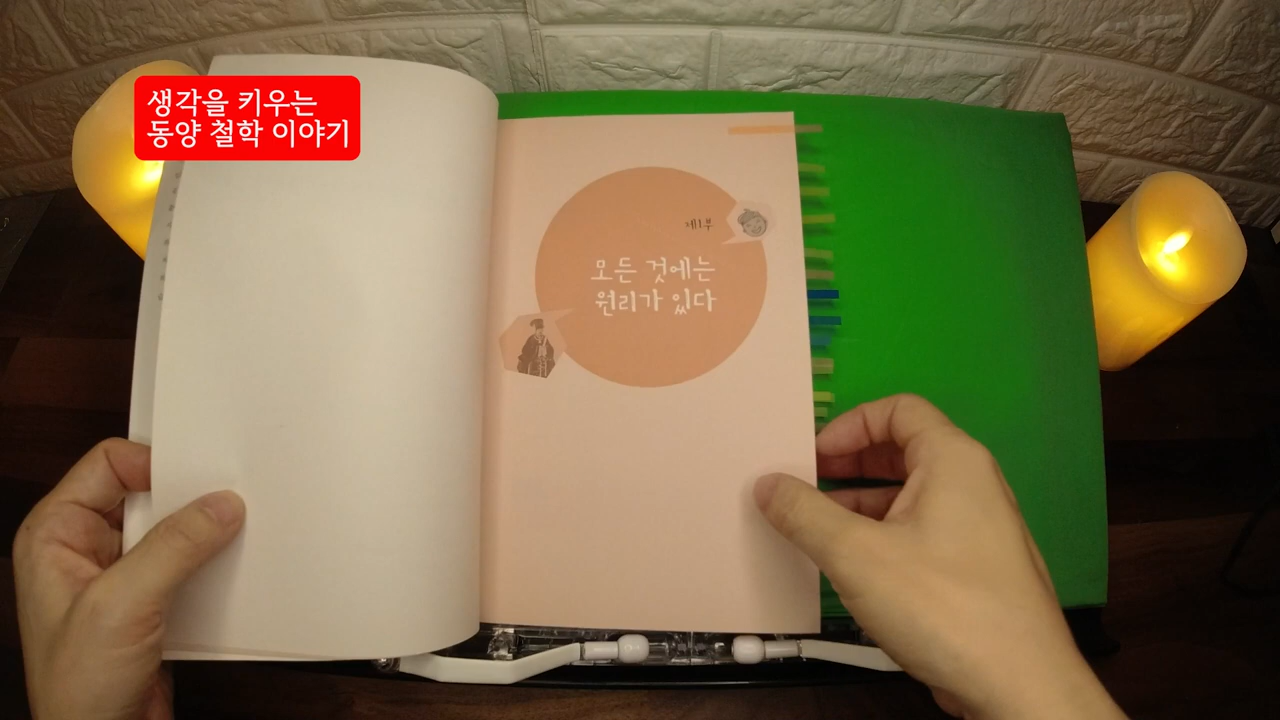 생각을 키우는
동양 철학 이야기
제1부
모든 것에는
원리가 있다